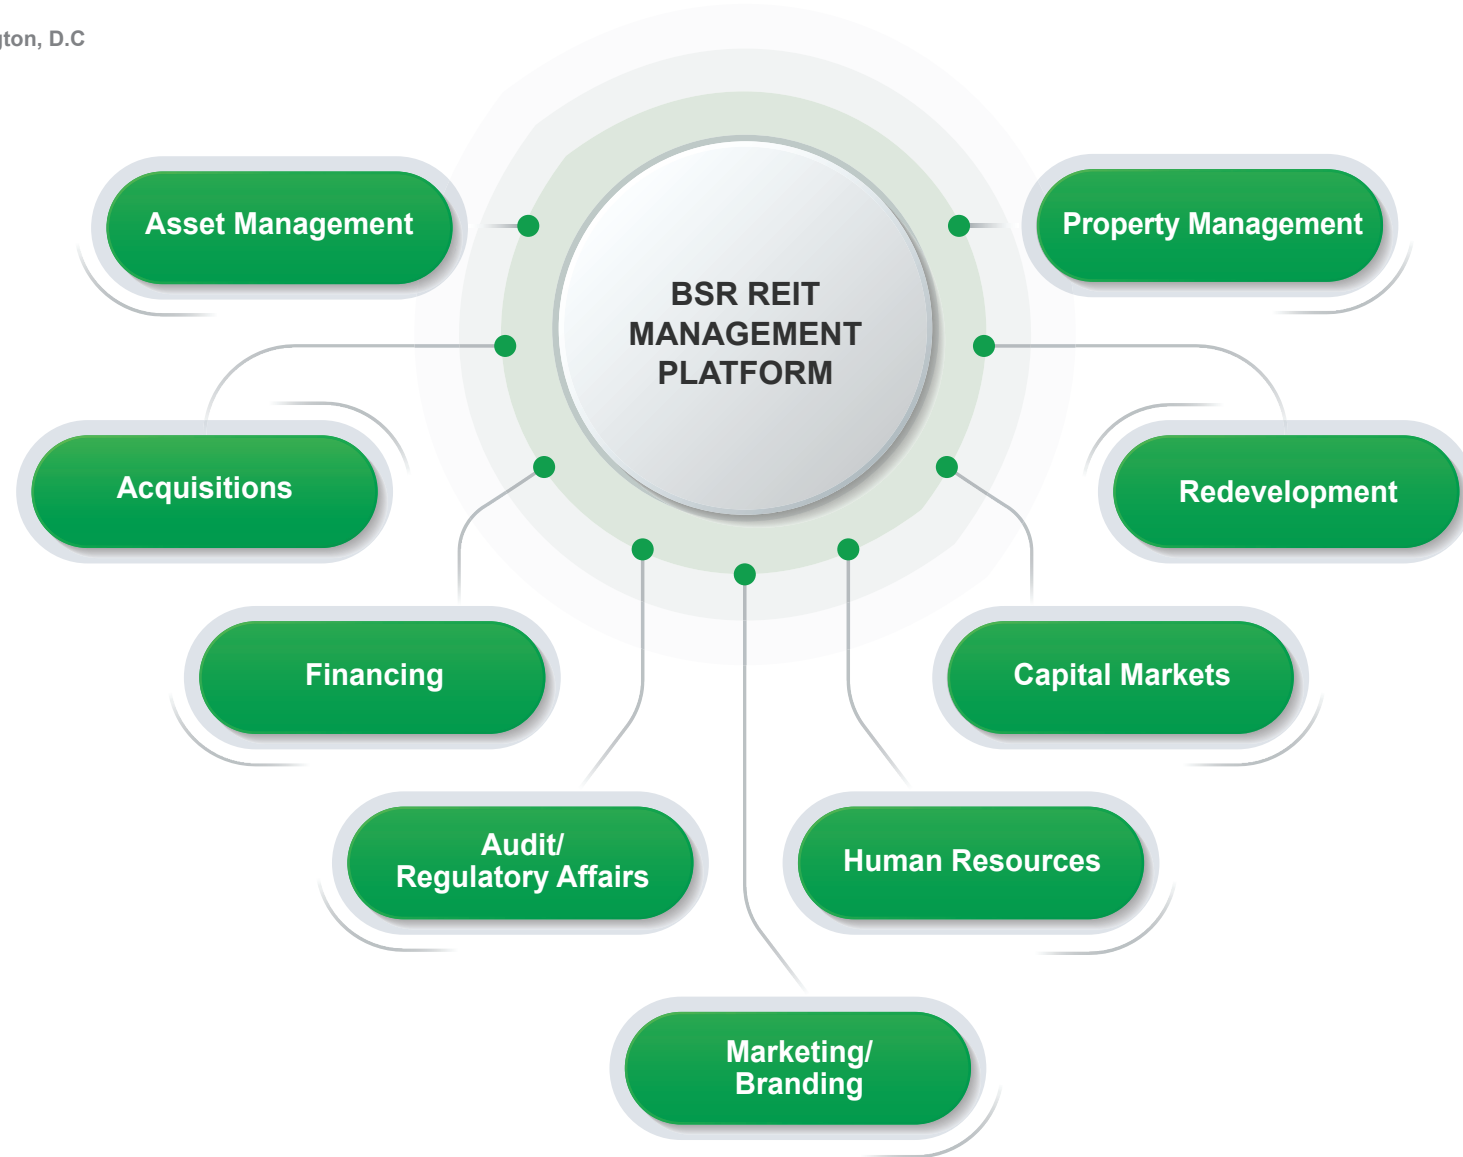 D.C
Asset Management
Property Management
BSR REIT
MANAGEMENT
PLATFORM
Acquisitions
Redevelopment
Financing
Capital Markets
Audit/
Regulatory Affairs
Human Resources
Marketing/
Branding